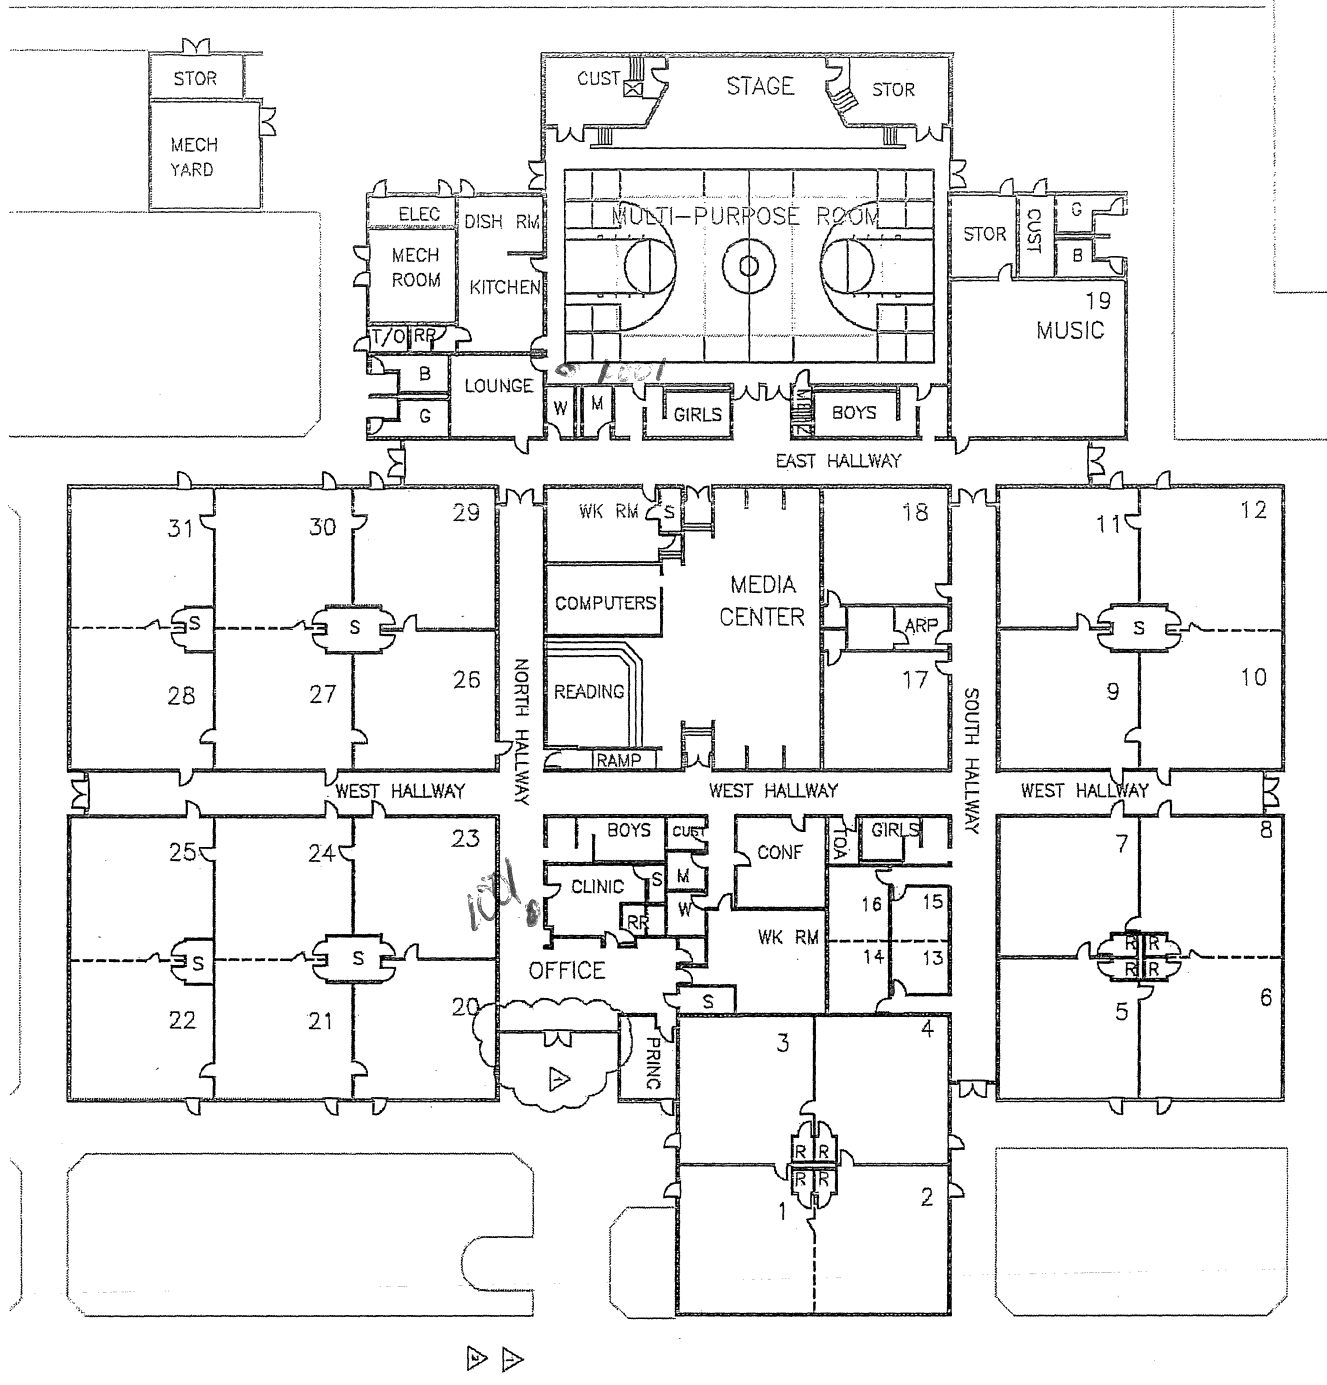 STOR
MECH
YARD
CUST
STAGE
STOR
ELEC
DISH RM
MULTI-PURPOSE ROOM
STOR
CUST
G
B
MECH
ROOM
KITCHEN
19
MUSIC
T/O
RR
B
LOUNGE
G
W
M
GIRLS
BOYS
EAST HALLWAY
31
30
29
WK RM
S
18
11
12
S
S
COMPUTERS
MEDIA
CENTER
ARP
S
28
27
26
NORTH HALLWAY
READING
17
SOUTH HALLWAY
9
10
RAMP
WEST HALLWAY
WEST HALLWAY
WEST HALLWAY
25
24
23
BOYS
CUST
CONF
TOA
GIRLS
7
8
CLINIC
S
M
RR
W
WK RM
16
15
14
13
S
S
OFFICE
S
R
R
R
R
22
21
20
PRINC
3
4
5
6
1
R
R
R
R
1
2